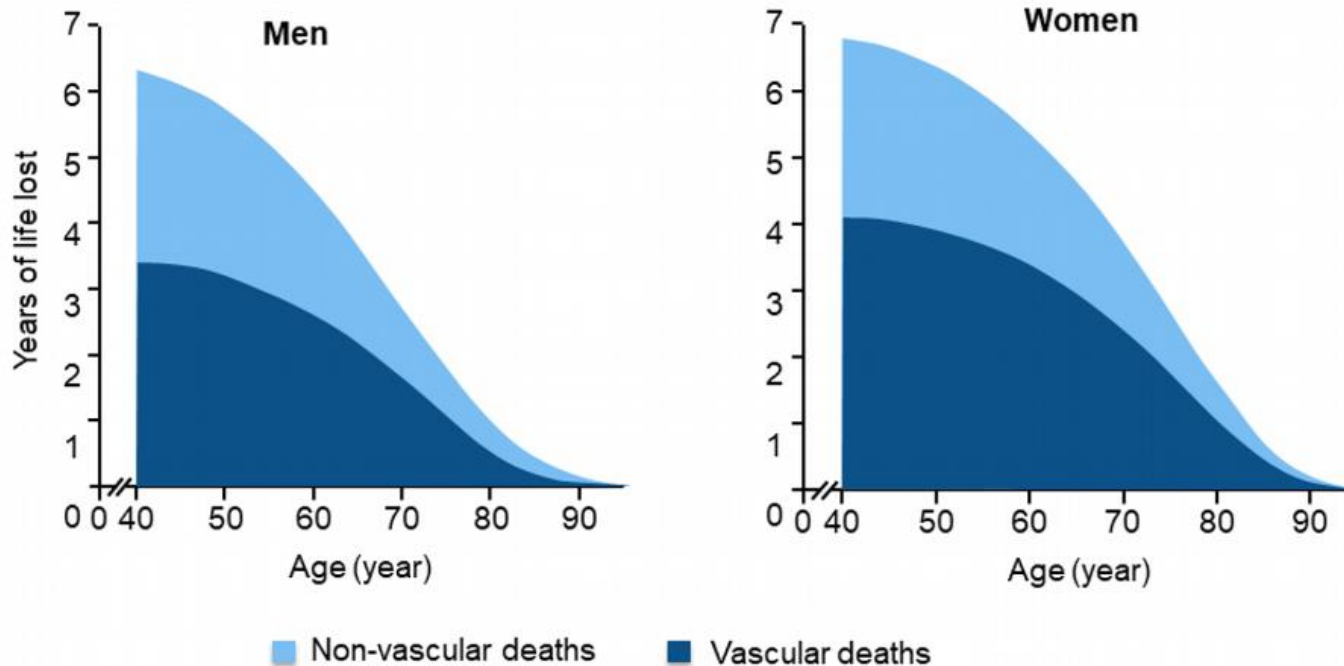 Men
Years of life lost
7
6
5
4
3
2
1
0 0 40 50 60 70 80 90
Age (year)
Women
7
6
5
4
3
2
1
0 0 40 50 60 70 80 90
Age (year)
Non-vascular deaths
Vascular deaths